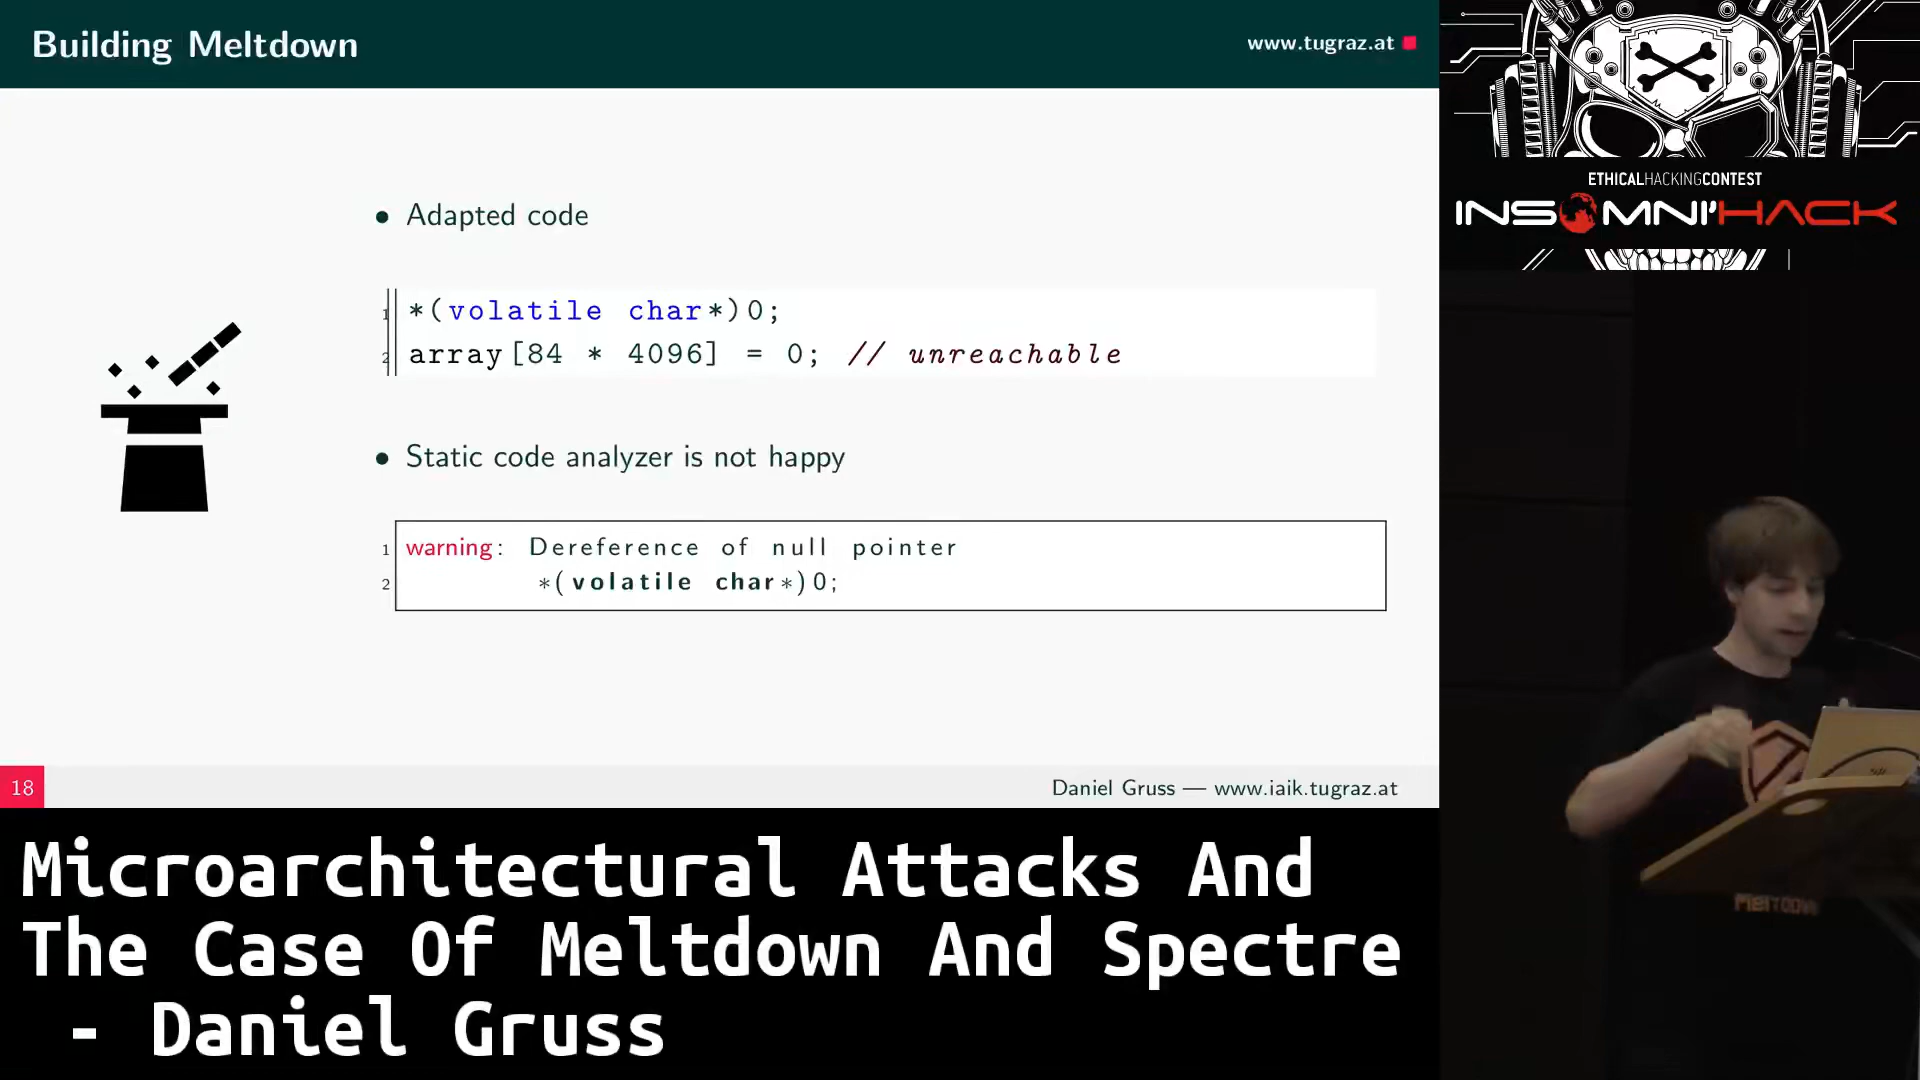 Building Meltdown
www.tugraz.at
• Adapted code
1 *(volatile char*)0;
2 array[84 * 4096] = 0; // unreachable
• Static code analyzer is not happy
1 warning: Dereference of null pointer
2 *(volatile char*)0;
18
Daniel Gruss — www.iaik.tugraz.at
ETHICALHACKINGCONTEST
INSOMNI'HACK
Meltdown
Microarchitectural Attacks And
The Case Of Meltdown And Spectre
- Daniel Gruss